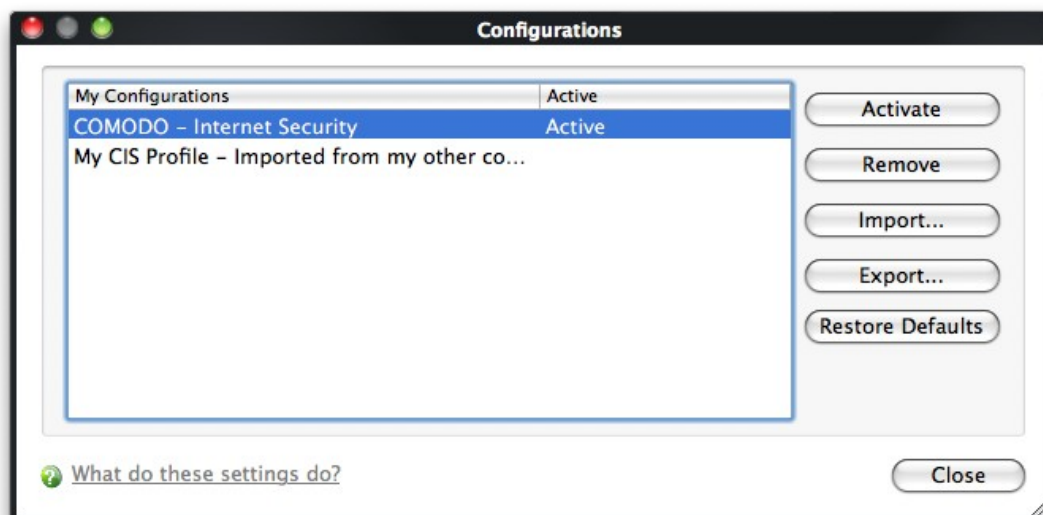 Configurations
My Configurations Active
COMODO – Internet Security Active
My CIS Profile – Imported from my other co...
Activate
Remove
Import...
Export...
Restore Defaults
What do these settings do?
Close